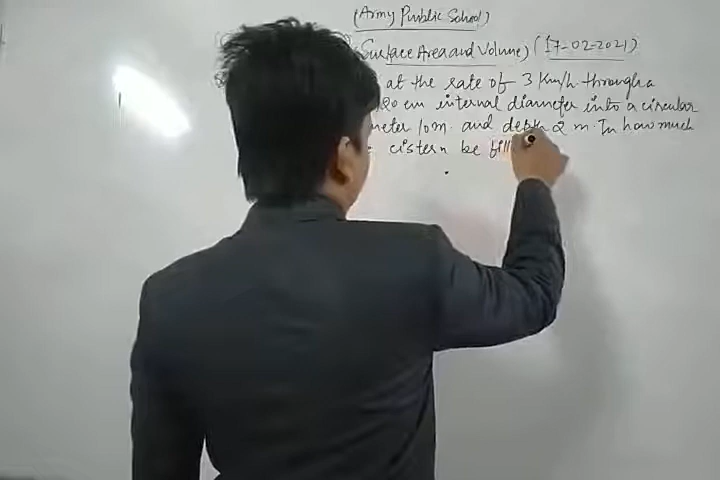 (Army Public School)
Surface Area and Volume) (17-02-2021)
at the rate of 3 Km/h through a
20 cm internal diameter into a circular
meter 10m. and depth 2 m. In how much
cistern be fill